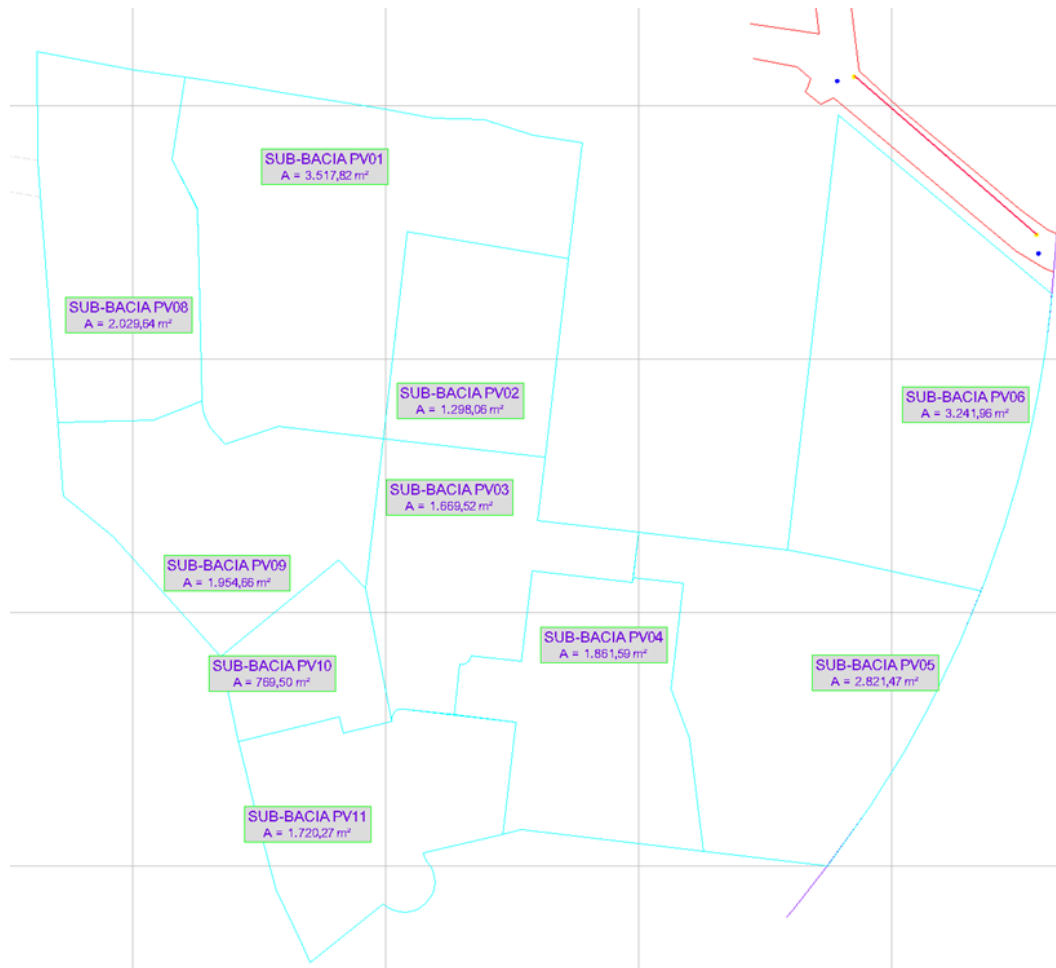 SUB-BACIA PV01
A = 3.517,82 m²
SUB-BACIA PV08
A = 2.029,64 m²
SUB-BACIA PV02
A = 1.298,06 m²
SUB-BACIA PV06
A = 3.241,96 m²
SUB-BACIA PV03
A = 1.669,52 m²
SUB-BACIA PV09
A = 1.954,66 m²
SUB-BACIA PV04
A = 1.861,59 m²
SUB-BACIA PV10
A = 769,50 m²
SUB-BACIA PV05
A = 2.821,47 m²
SUB-BACIA PV11
A = 1.720,27 m²